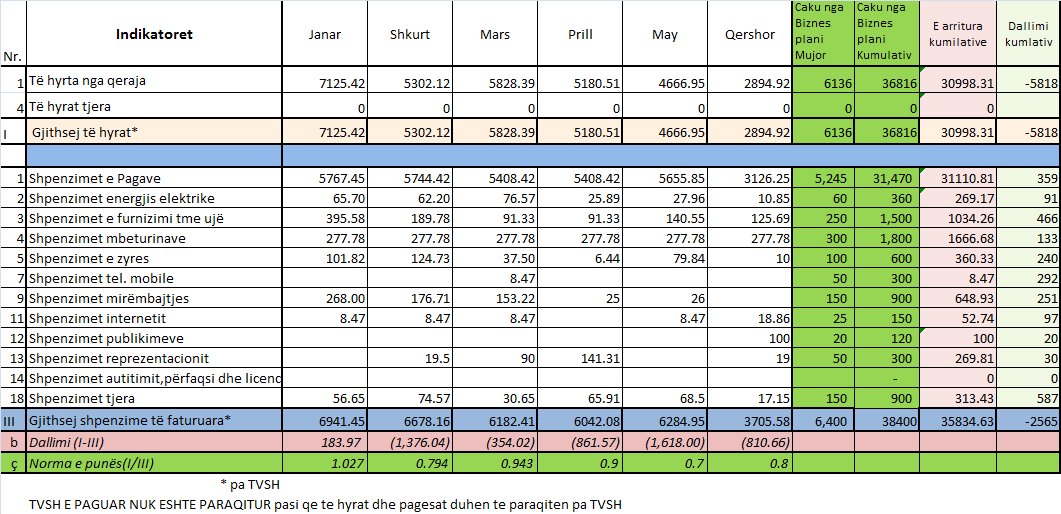 Nr. Indikatoret Janar Shkurt Mars Prill May Qershor Caku nga Biznes plani Mujor Caku nga Biznes plani Kumulativ E arritura kumilative Dallimi kumlativ
1 Të hyrta nga qeraja 7125.42 5302.12 5828.39 5180.51 4666.95 2894.92 6136 36816 30998.31 -5818
4 Të hyrat tjera 0 0 0 0 0 0 0 0 0
I Gjithsej të hyrat* 7125.42 5302.12 5828.39 5180.51 4666.95 2894.92 6136 36816 30998.31 -5818
1 Shpenzimet e Pagave 5767.45 5744.42 5408.42 5408.42 5655.85 3126.25 5,245 31,470 31110.81 359
2 Shpenzimet energjis elektrike 65.70 62.20 76.57 25.89 27.96 10.85 60 360 269.17 91
3 Shpenzimet e furnizimi tme ujë 395.58 189.78 91.33 91.33 140.55 125.69 250 1,500 1034.26 466
4 Shpenzimet mbeturinave 277.78 277.78 277.78 277.78 277.78 277.78 300 1,800 1666.68 133
5 Shpenzimet e zyres 101.82 124.73 37.50 6.44 79.84 10 100 600 360.33 240
7 Shpenzimet tel. mobile 8.47 50 300 8.47 292
9 Shpenzimet mirëmbajtjes 268.00 176.71 153.22 25 26 150 900 648.93 251
11 Shpenzimet internetit 8.47 8.47 8.47 8.47 18.86 25 150 52.74 97
12 Shpenzimet publikimeve 100 20 120 100 20
13 Shpenzimet reprezentacionit 19.5 90 141.31 19 50 300 269.81 30
14 Shpenzimet autitimit,përfaqsi dhe licend - 0 0
18 Shpenzimet tjera 56.65 74.57 30.65 65.91 68.5 17.15 150 900 313.43 587
III Gjithsej shpenzime të faturuara* 6941.45 6678.16 6182.41 6042.08 6284.95 3705.58 6,400 38400 35834.63 -2565
b Dallimi (I-III) 183.97 (1,376.04) (354.02) (861.57) (1,618.00) (810.66)
ç Norma e punës(I/III) 1.027 0.794 0.943 0.9 0.7 0.8
* pa TVSH
TVSH E PAGUAR NUK ESHTE PARAQITUR pasi qe te hyrat dhe pagesat duhen te paraqiten pa TVSH